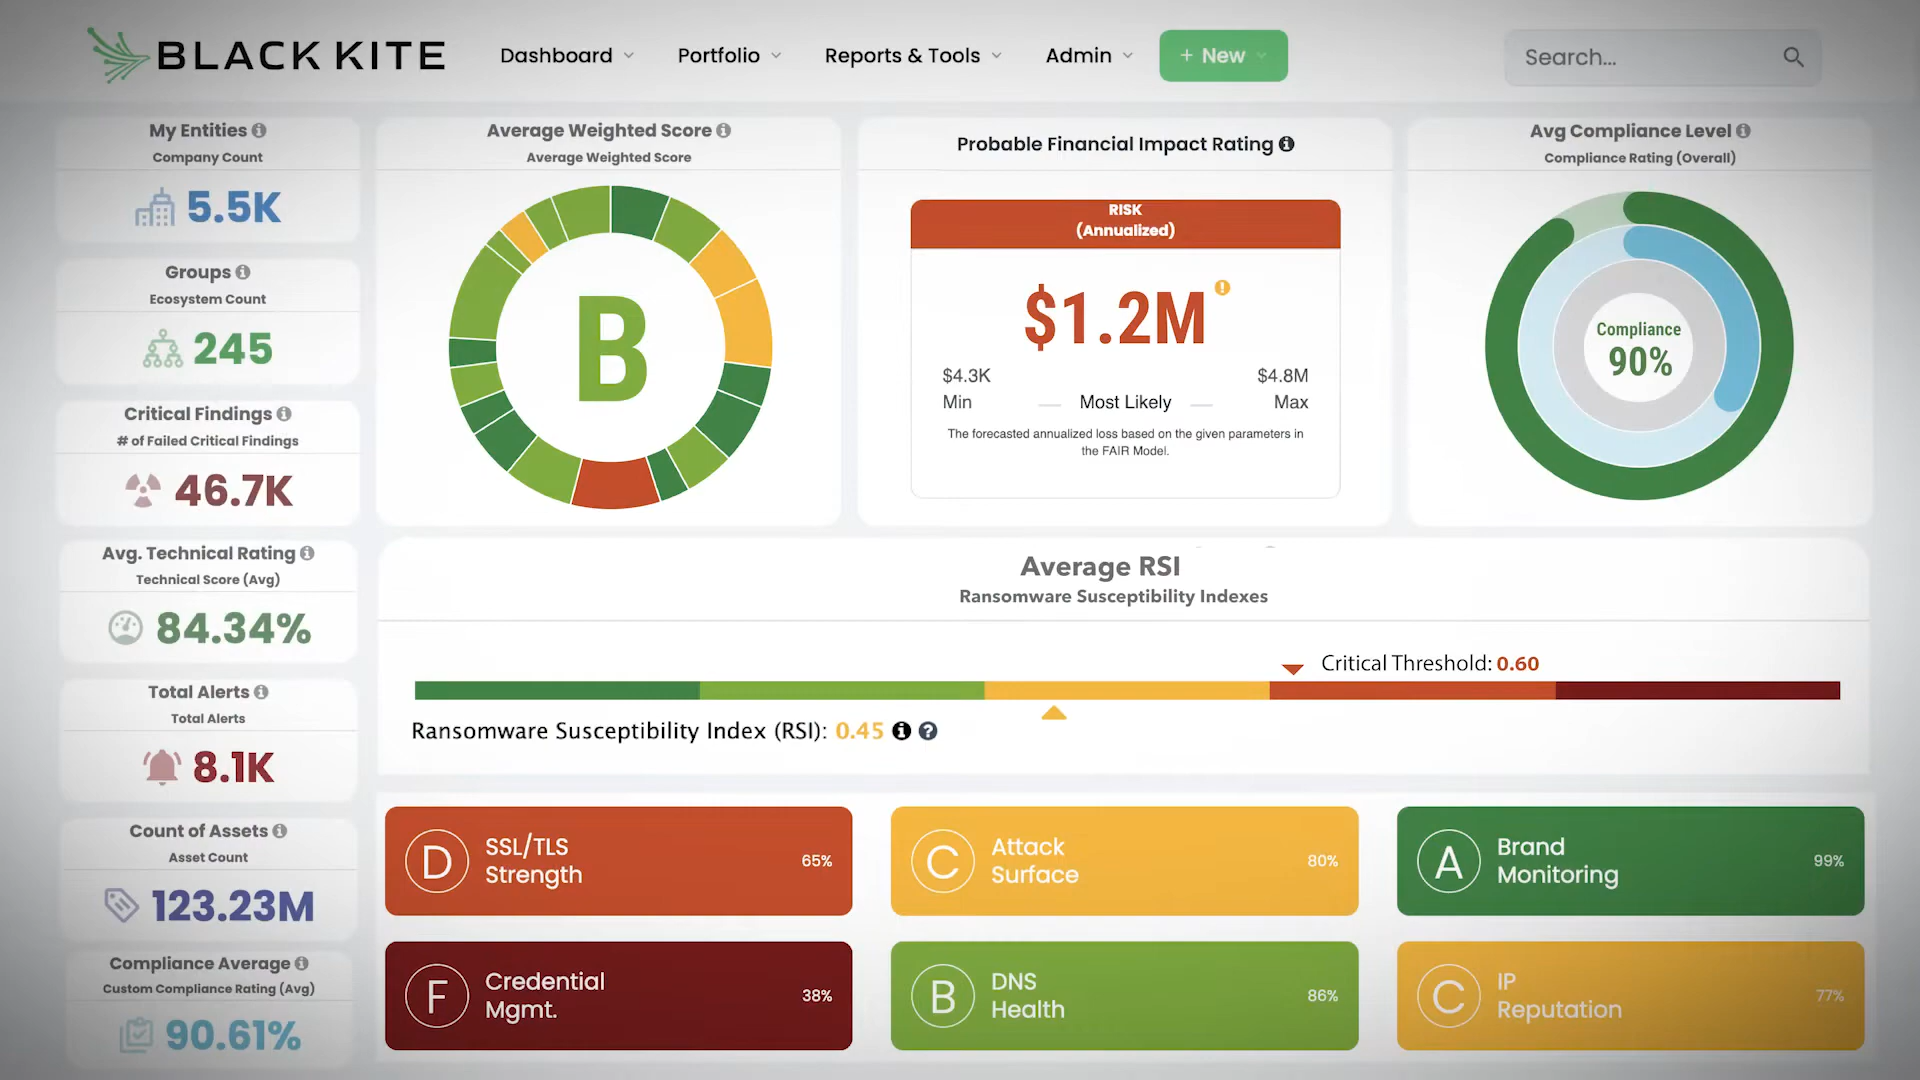 BLACK KITE
Dashboard
Portfolio
Reports & Tools
Admin
+ New
Search...
My Entities
Company Count
5.5K
Groups
Ecosystem Count
245
Critical Findings
# of Failed Critical Findings
46.7K
Avg. Technical Rating
Technical Score (Avg)
84.34%
Total Alerts
Total Alerts
8.1K
Count of Assets
Asset Count
123.23M
Compliance Average
Custom Compliance Rating (Avg)
90.61%
Average Weighted Score
Average Weighted Score
B
Probable Financial Impact Rating
RISK
(Annualized)
$1.2M
$4.3K
$4.8M
Min
Most Likely
Max
The forecasted annualized loss based on the given parameters in
the FAIR Model.
Avg Compliance Level
Compliance Rating (Overall)
Compliance
90%
Average RSI
Ransomware Susceptibility Indexes
Critical Threshold: 0.60
Ransomware Susceptibility Index (RSI): 0.45
D
SSL/TLS
Strength
65%
C
Attack
Surface
80%
A
Brand
Monitoring
99%
F
Credential
Mgmt.
38%
B
DNS
Health
86%
C
IP
Reputation
77%